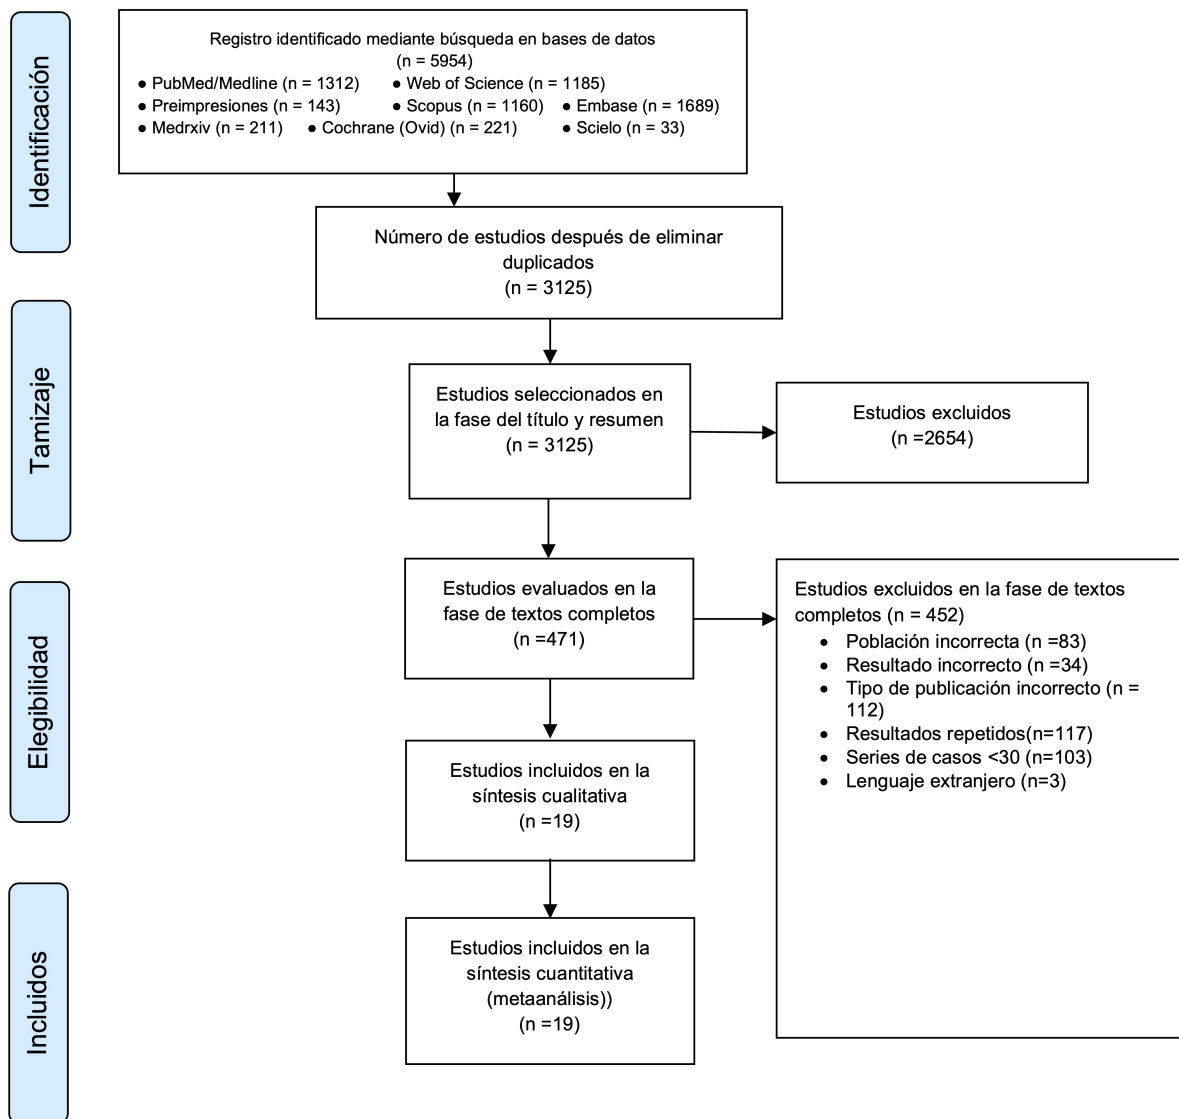 Identificación
Registro identificado mediante búsqueda en bases de datos
(n = 5954)
● PubMed/Medline (n = 1312) ● Web of Science (n = 1185)
● Preimpresiones (n = 143) ● Scopus (n = 1160) ● Embase (n = 1689)
● Medrxiv (n = 211) ● Cochrane (Ovid) (n = 221) ● Scielo (n = 33)
Número de estudios después de eliminar
duplicados
(n = 3125)
Tamizaje
Estudios seleccionados en
la fase del título y resumen
(n = 3125)
Estudios excluidos
(n =2654)
Elegibilidad
Estudios evaluados en la
fase de textos completos
(n =471)
Estudios excluidos en la fase de textos
completos (n = 452)
• Población incorrecta (n =83)
• Resultado incorrecto (n =34)
• Tipo de publicación incorrecto (n =
112)
• Resultados repetidos(n=117)
• Series de casos <30 (n=103)
• Lenguaje extranjero (n=3)
Estudios incluidos en la
síntesis cualitativa
(n =19)
Incluidos
Estudios incluidos en la
síntesis cuantitativa
(metaanálisis))
(n =19)